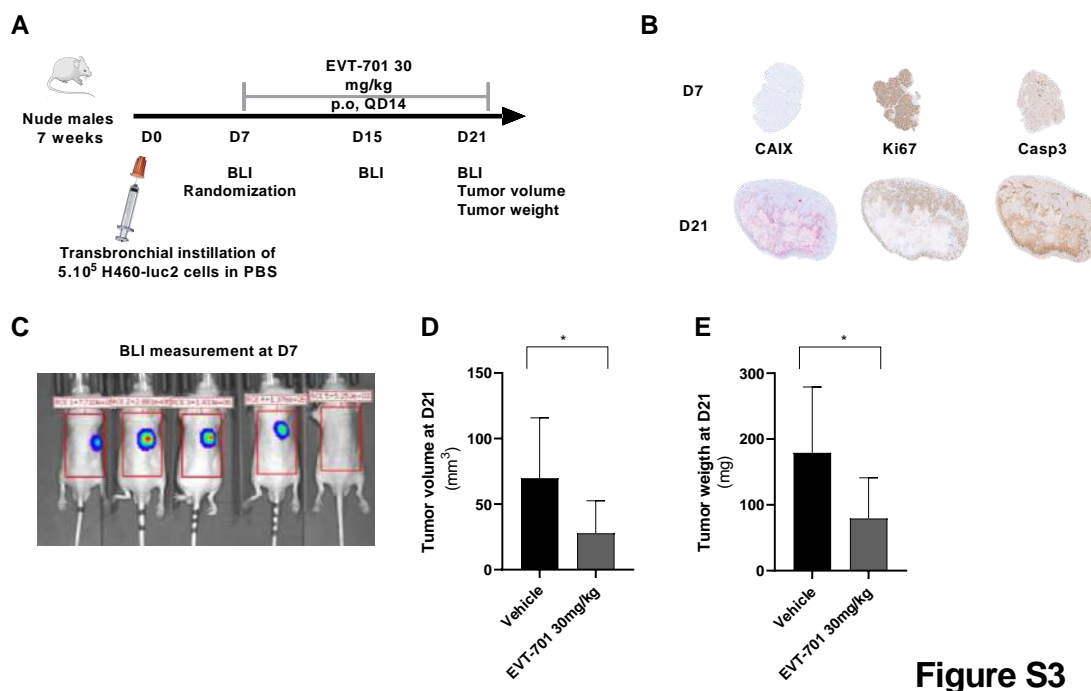 A
EVT-701 30
mg/kg
p.o, QD14
Nude males
7 weeks
D0
D7
D15
D21
BLI
Randomization
BLI
BLI
Tumor volume
Tumor weight
Transbronchial instillation of
5.10⁵ H460-luc2 cells in PBS
B
D7
CAIX
Ki67
Casp3
D21
C
BLI measurement at D7
D
*
Tumor volume at D21
(mm³)
150
100
50
0
Vehicle
EVT-701 30mg/kg
E
*
Tumor weigth at D21
(mg)
300
200
100
0
Vehicle
EVT-701 30mg/kg
Figure S3